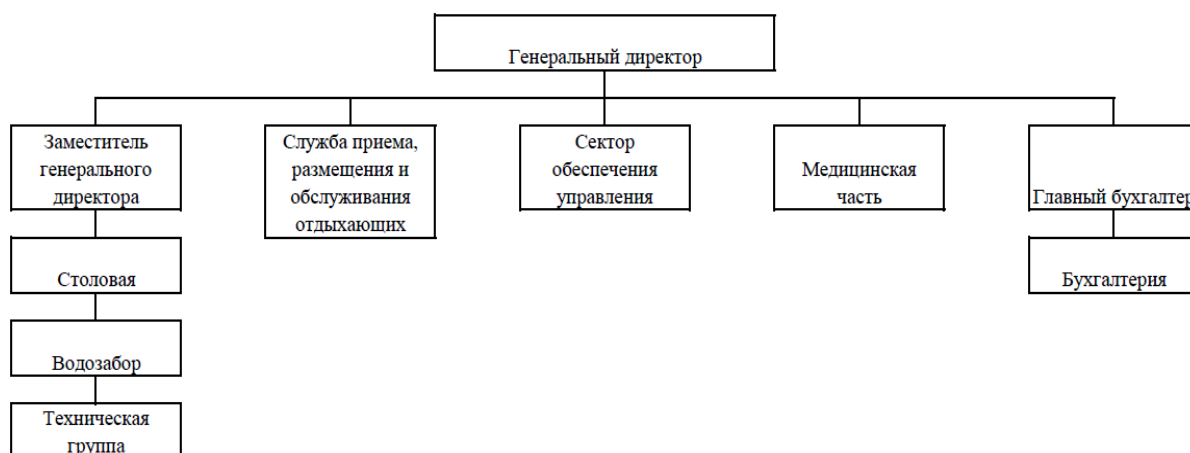 Генеральный директор
Заместитель
генерального
директора
Служба приема,
размещения и
обслуживания
отдыхающих
Сектор
обеспечения
управления
Медицинская
часть
Главный бухгалтер
Столовая
Бухгалтерия
Водозабор
Техническая
группа